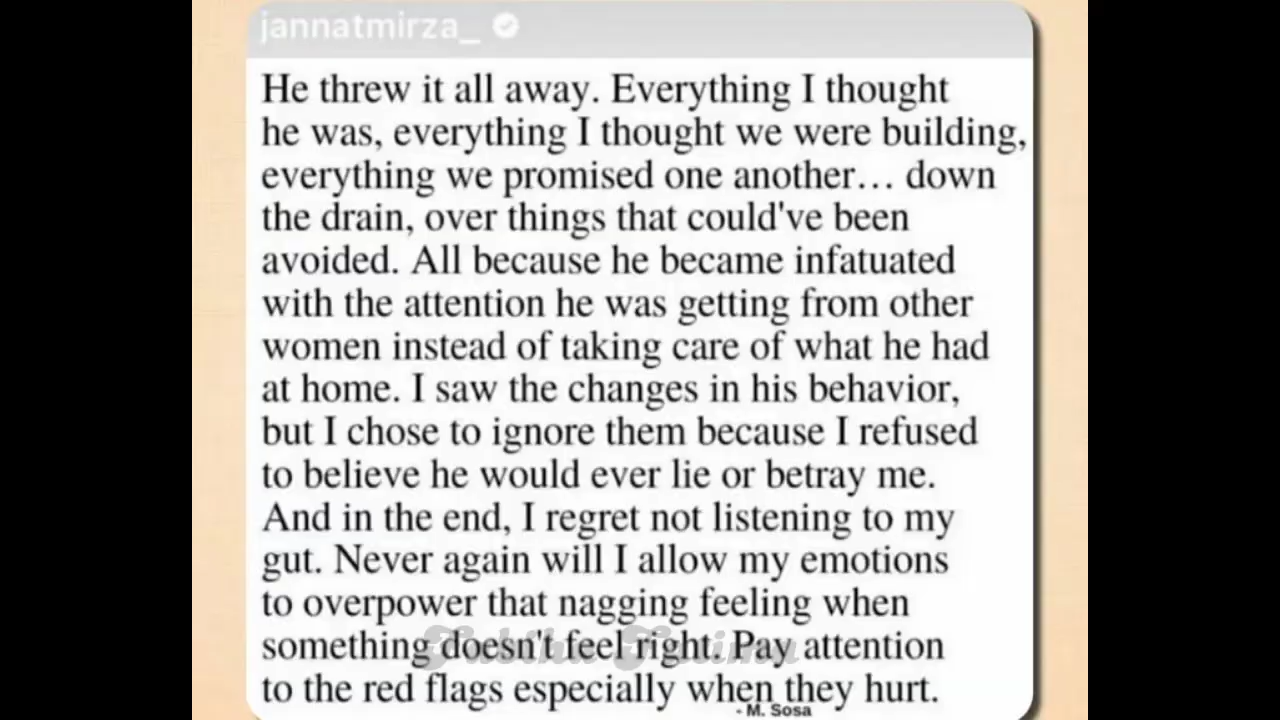 jannatmirza_
He threw it all away. Everything I thought
he was, everything I thought we were building,
everything we promised one another... down
the drain, over things that could've been
avoided. All because he became infatuated
with the attention he was getting from other
women instead of taking care of what he had
at home. I saw the changes in his behavior,
but I chose to ignore them because I refused
to believe he would ever lie or betray me.
And in the end, I regret not listening to my
gut. Never again will I allow my emotions
to overpower that nagging feeling when
something doesn't feel right. Pay attention
to the red flags especially when they hurt.
- M. Sosa